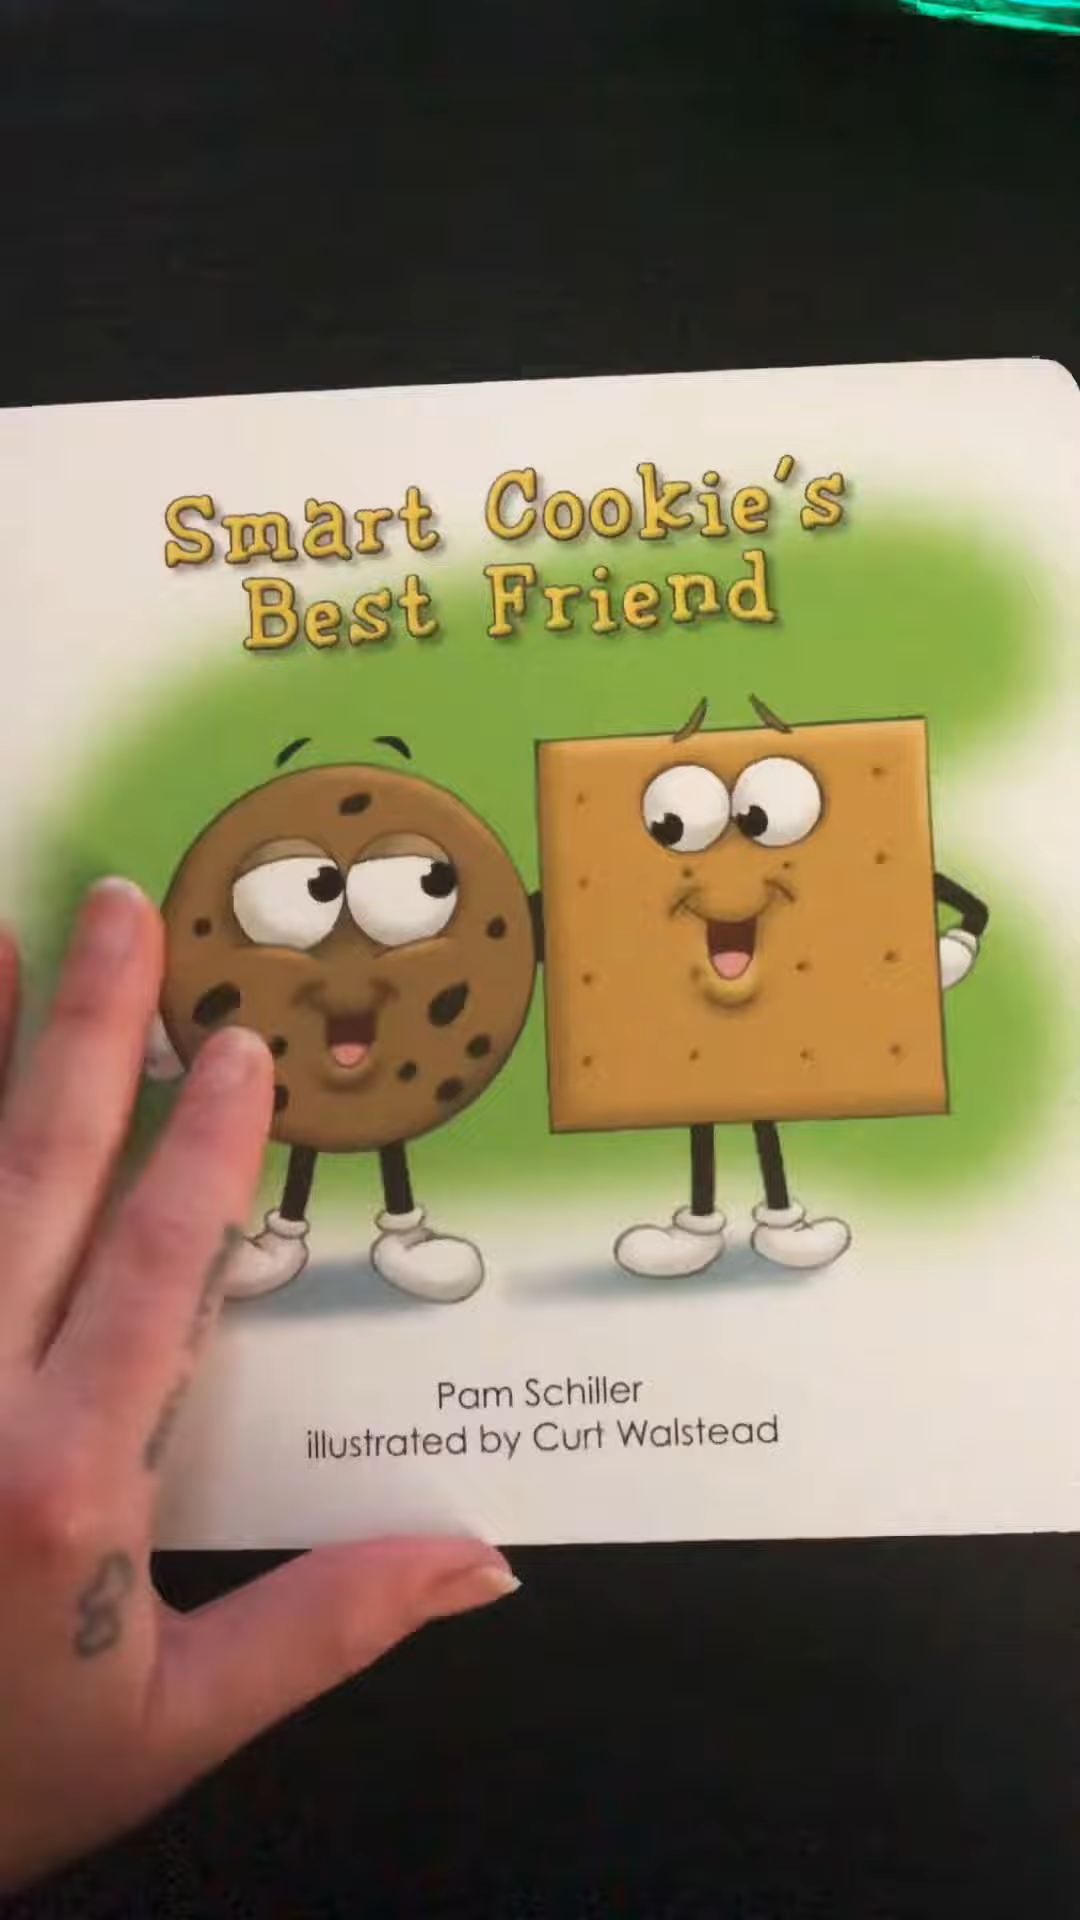 Smart Cookie's
Best Friend
Pam Schiller
illustrated by Curt Walstead